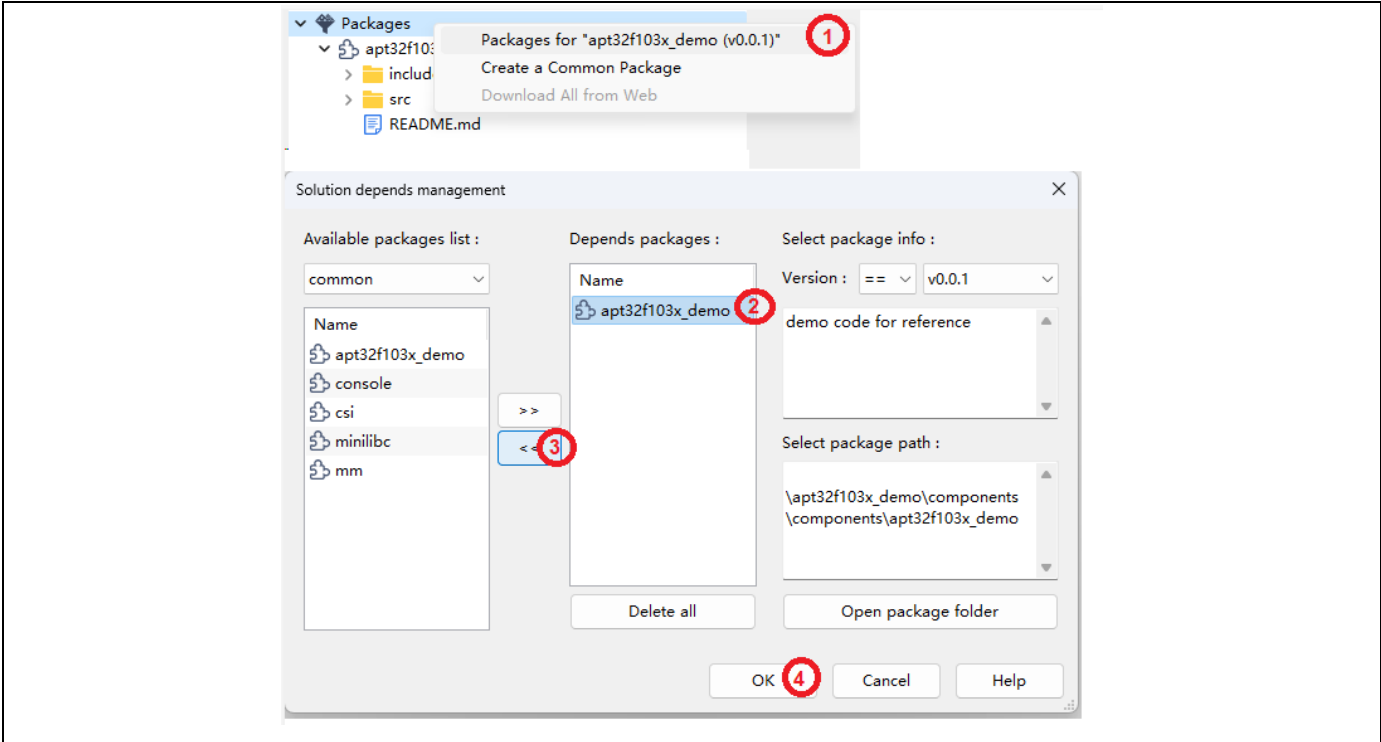 Packages
Packages for "apt32f103x_demo (v0.0.1)"
1
apt32f103
Create a Common Package
includ
Download All from Web
src
README.md
Solution depends management
Available packages list :
Depends packages :
Select package info :
common
Name
Version :
==
v0.0.1
apt32f103x_demo
2
demo code for reference
Name
apt32f103x_demo
console
csi
minilibc
mm
>>
<<
3
Select package path :
\apt32f103x_demo\components
\components\apt32f103x_demo
Delete all
Open package folder
OK
4
Cancel
Help